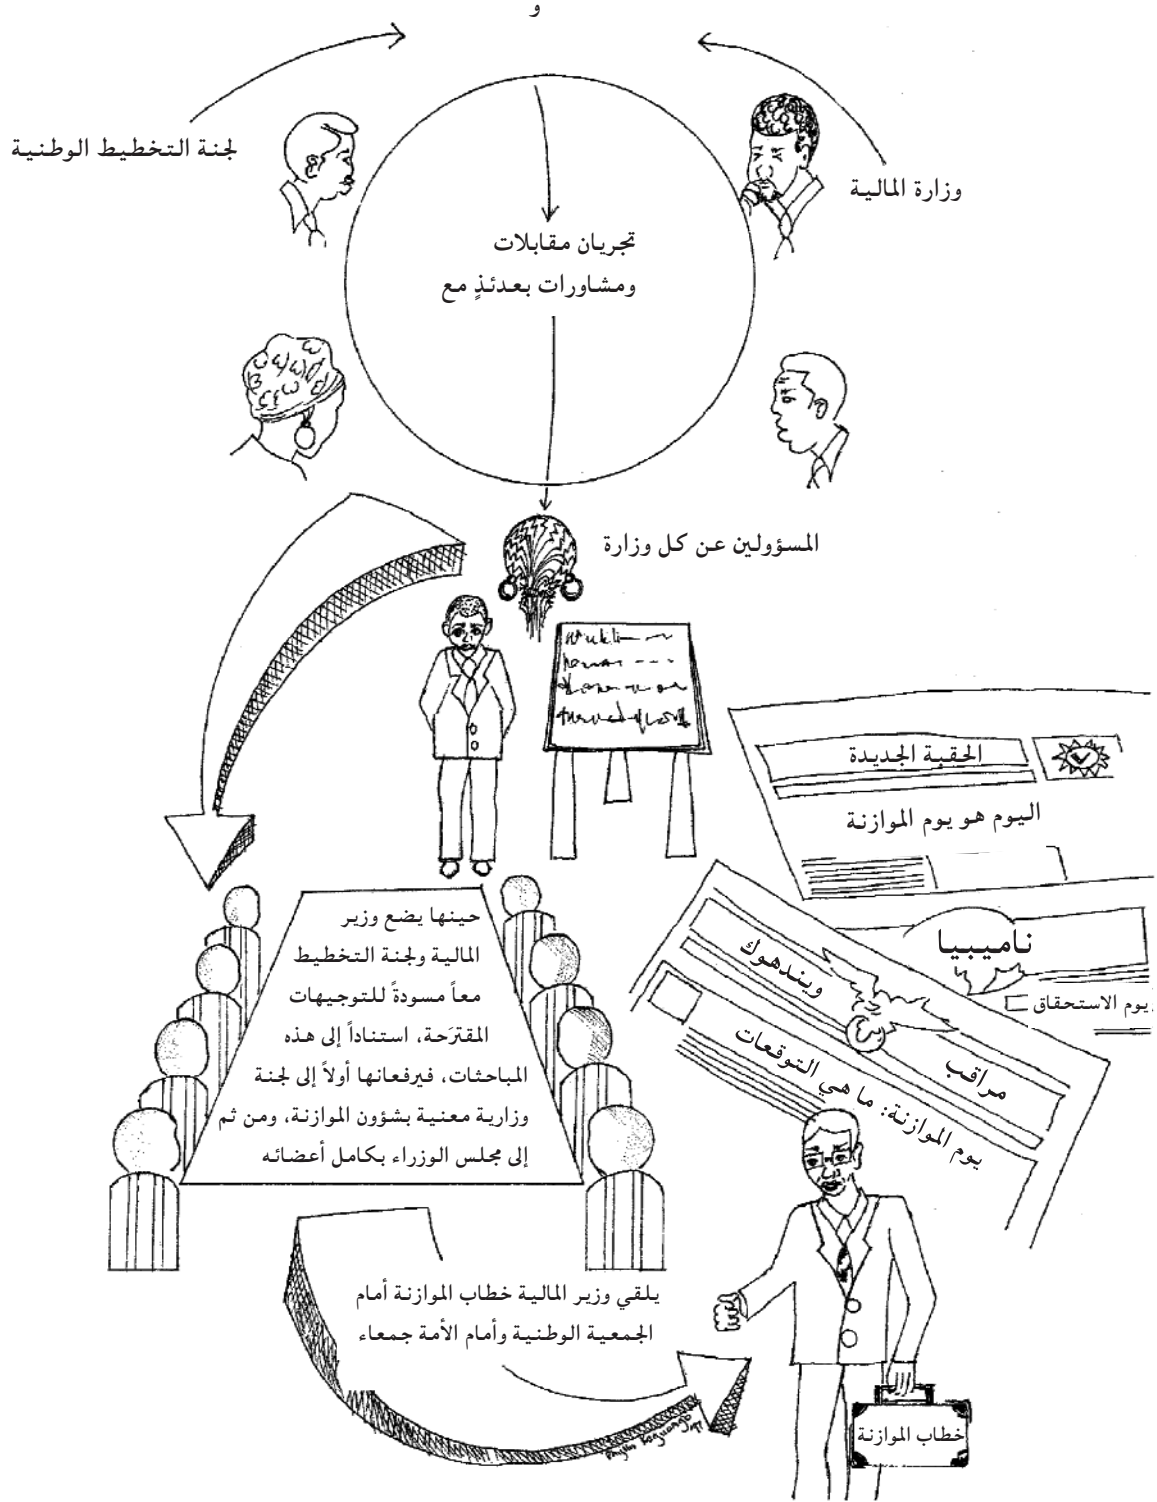 و
وزارة المالية
لجنة التخطيط الوطنية
تجريان مقابلات
ومشاورات بعدئذٍ مع
المسؤولين عن كل وزارة
الحقبة الجديدة
اليوم هو يوم الموازنة
ناميبيا
يوم الاستحقاق
مراقب ويندهوك
يوم الموازنة: ما هي التوقعات
حينها يضع وزير
المالية ولجنة التخطيط
معاً مسودةً للتوجيهات
المقترَحة، استناداً إلى هذه
المباحثات، فيرفعانها أولاً إلى لجنة
وزارية معنية بشؤون الموازنة، ومن ثم
إلى مجلس الوزراء بكامل أعضائه
يلقي وزير المالية خطاب الموازنة أمام
الجمعية الوطنية وأمام الأمة جمعاء
خطاب الموازنة